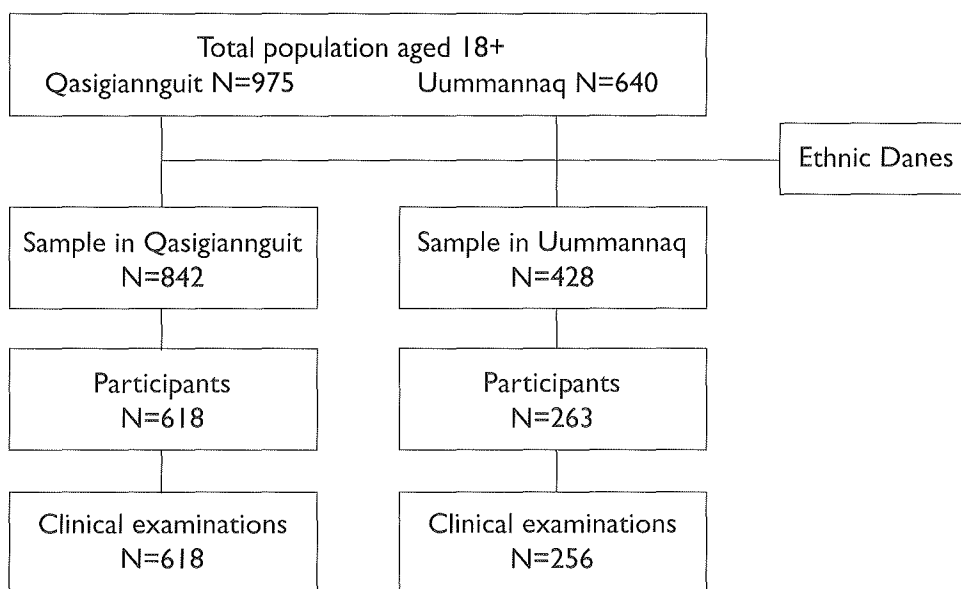 Total population aged 18+
Qasigiannguit N=975 Uummannaq N=640
Ethnic Danes
Sample in Qasigiannguit
N=842
Sample in Uummannaq
N=428
Participants
N=618
Participants
N=263
Clinical examinations
N=618
Clinical examinations
N=256